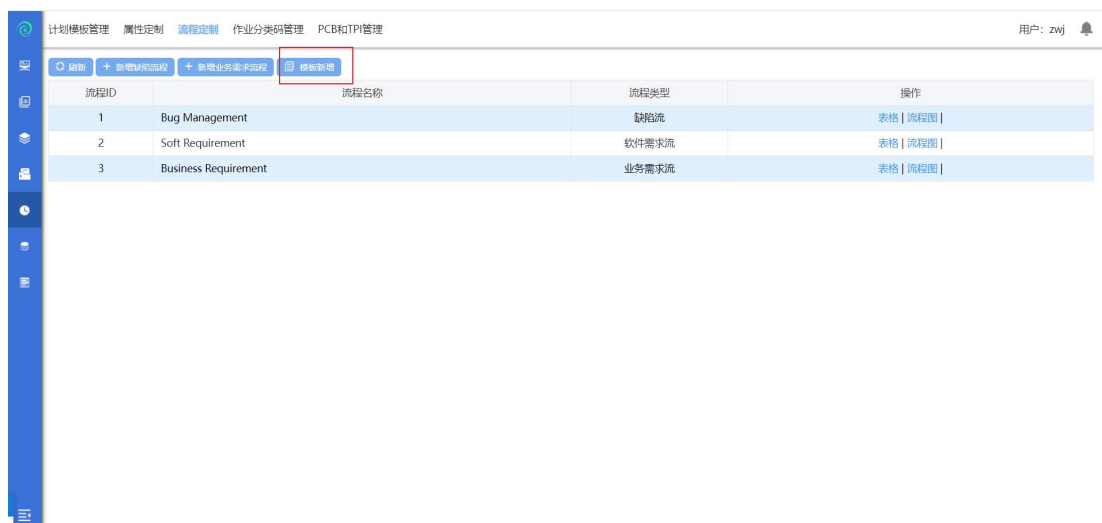 计划模板管理 属性定制 流程定制 作业分类码管理 PCB和TPI管理 用户：zwj
刷新 + 新增缺陷流程 + 新增业务需求流程 模板新增
流程ID 流程名称 流程类型 操作
1 Bug Management 缺陷流 表格 | 流程图 |
2 Soft Requirement 软件需求流 表格 | 流程图 |
3 Business Requirement 业务需求流 表格 | 流程图 |